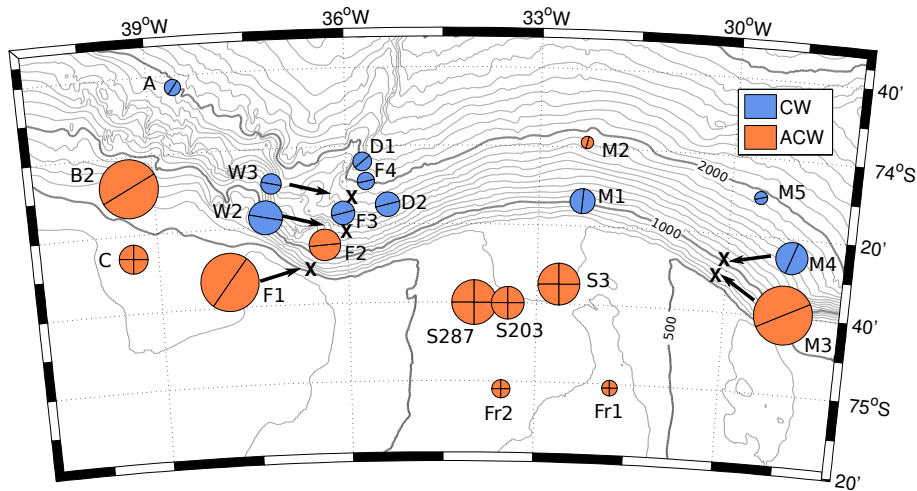 39°W
36°W
33°W
30°W
A
40'
CW
ACW
D1
M2
B2
W3
F4
2000
74°S
M5
W2
X
D2
M1
F3
1000
X
F2
20'
C
X
X
M4
F1
X
S3
S287
S203
500
40'
M3
Fr2
Fr1
75°S
20'